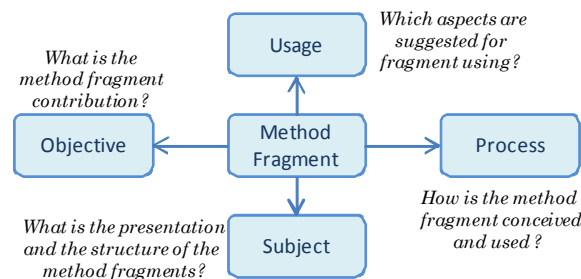 Usage
Which aspects are
suggested for
fragment using?
What is the
method fragment
contribution?
Objective
Method
Fragment
Process
What is the presentation
and the structure of the
method fragments?
Subject
How is the method
fragment conceived
and used ?